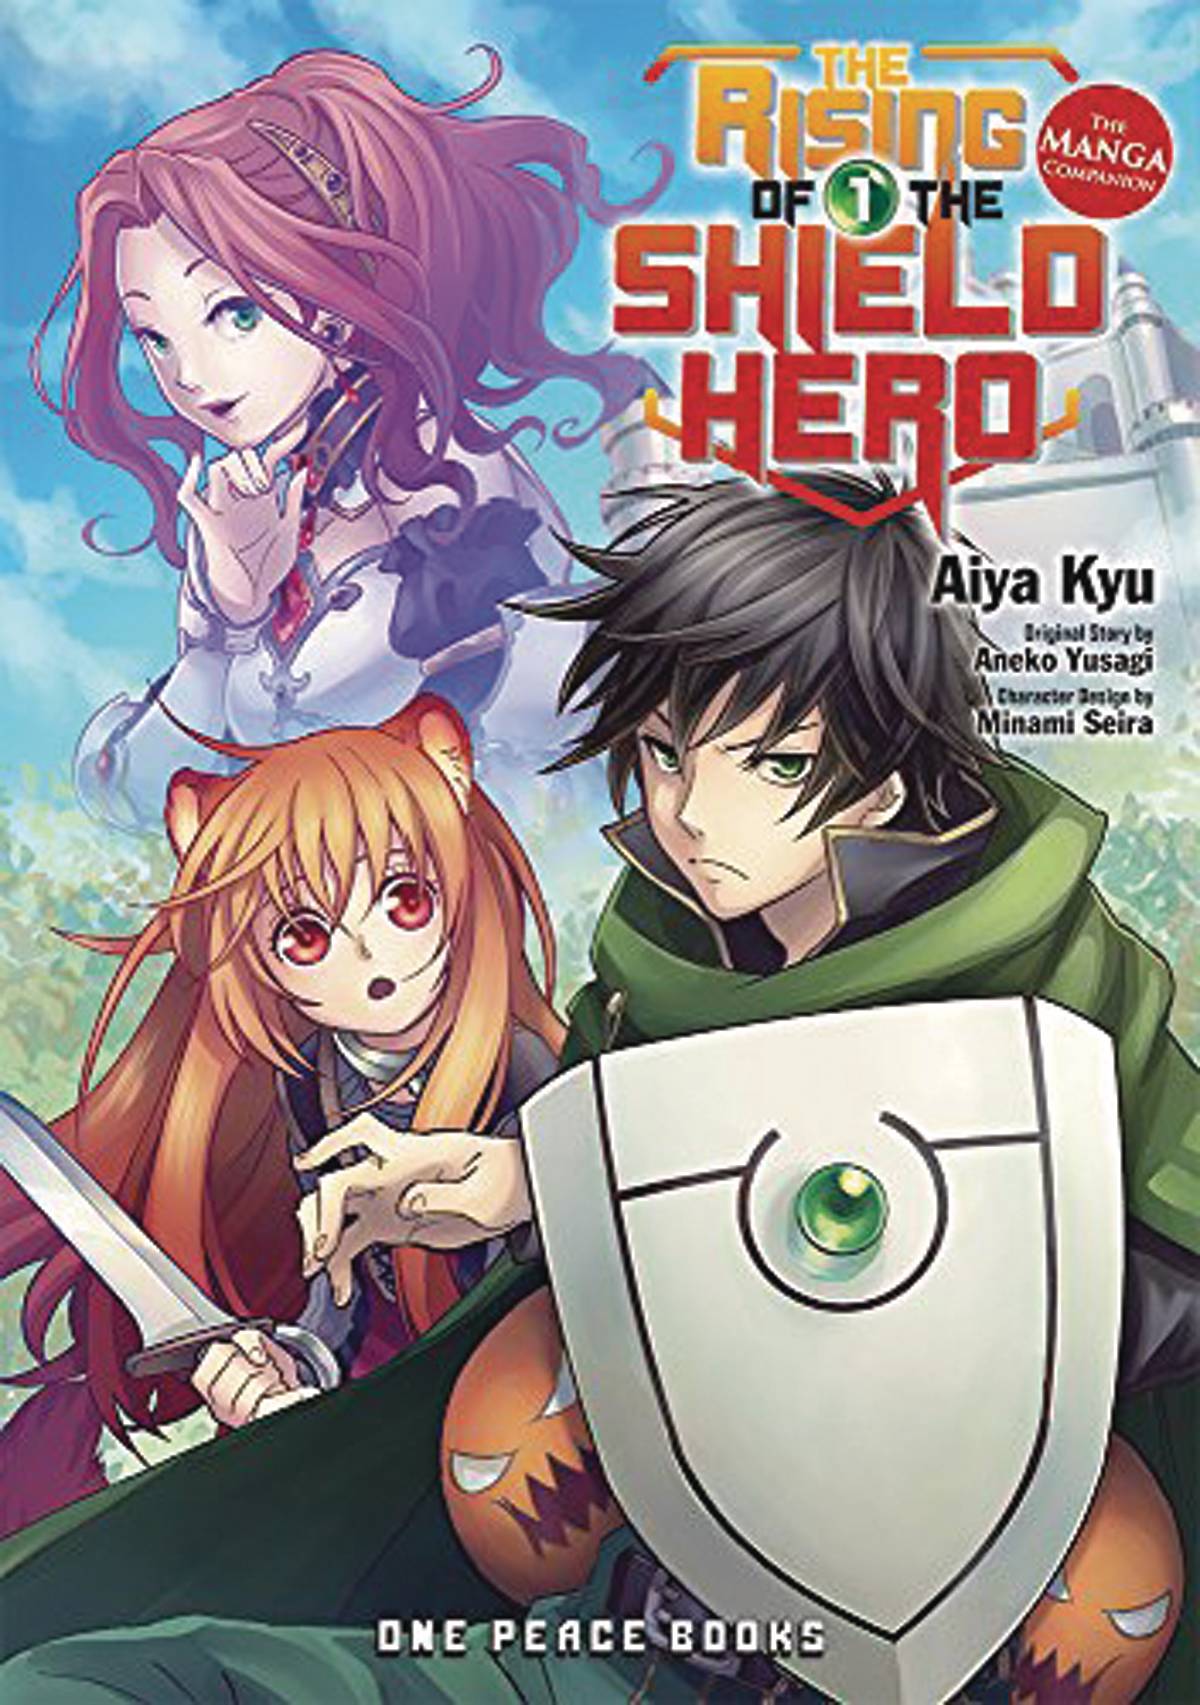 THE
RISING
OF 1 THE
SHIELD
HERO
THE
MANGA
COMPANION
Aiya Kyu
Original Story by
Aneko Yusagi
Character Design by
Minami Seira
ONE PEACE BOOKS